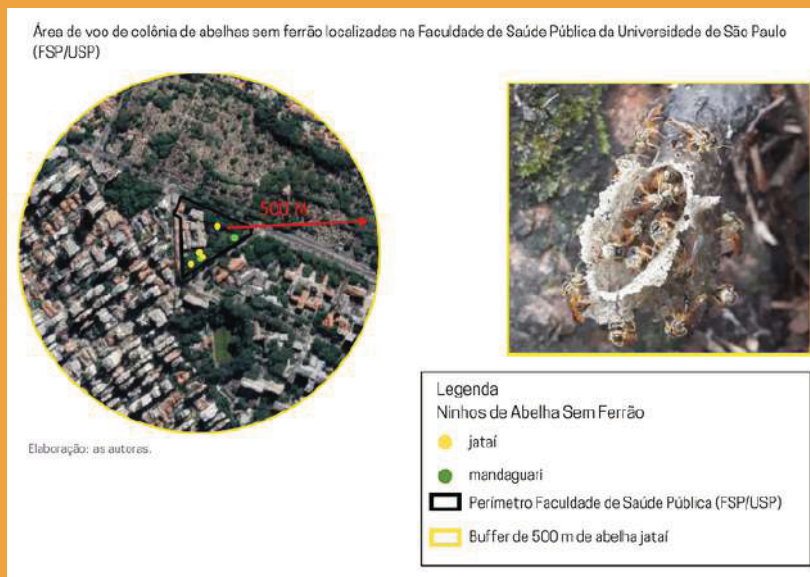 Área de voo de colônia de abelhas sem ferrão localizadas na Faculdade de Saúde Pública da Universidade de São Paulo
(FSP/USP)
500 M
Elaboração: as autoras.
Legenda
Ninhos de Abelha Sem Ferrão
jataí
mandaguari
Perímetro Faculdade de Saúde Pública (FSP/USP)
Buffer de 500 m de abelha jataí